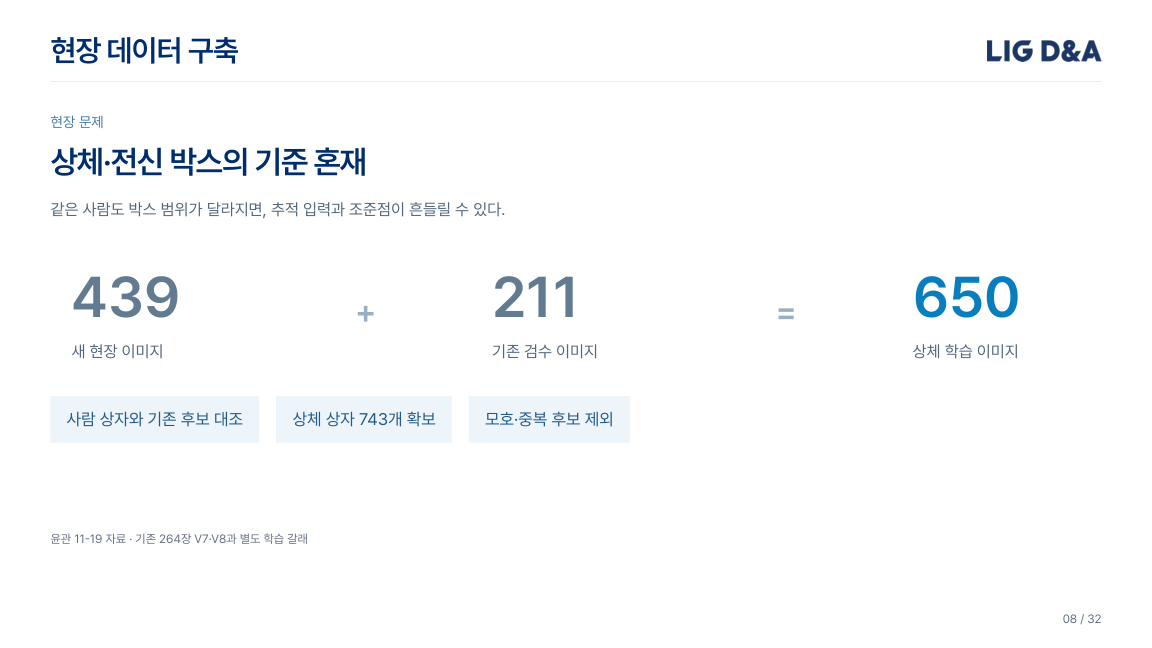 현장 데이터 구축
LIG D&A
현장 문제
상체·전신 박스의 기준 혼재
같은 사람도 박스 범위가 달라지면, 추적 입력과 조준점이 흔들릴 수 있다.
439 + 211 = 650
새 현장 이미지 기존 검수 이미지 상체 학습 이미지
사람 상자와 기존 후보 대조 상체 상자 743개 확보 모호·중복 후보 제외
윤관 11-19 자료 · 기존 264장 V7·V8과 별도 학습 갈래
08 / 32